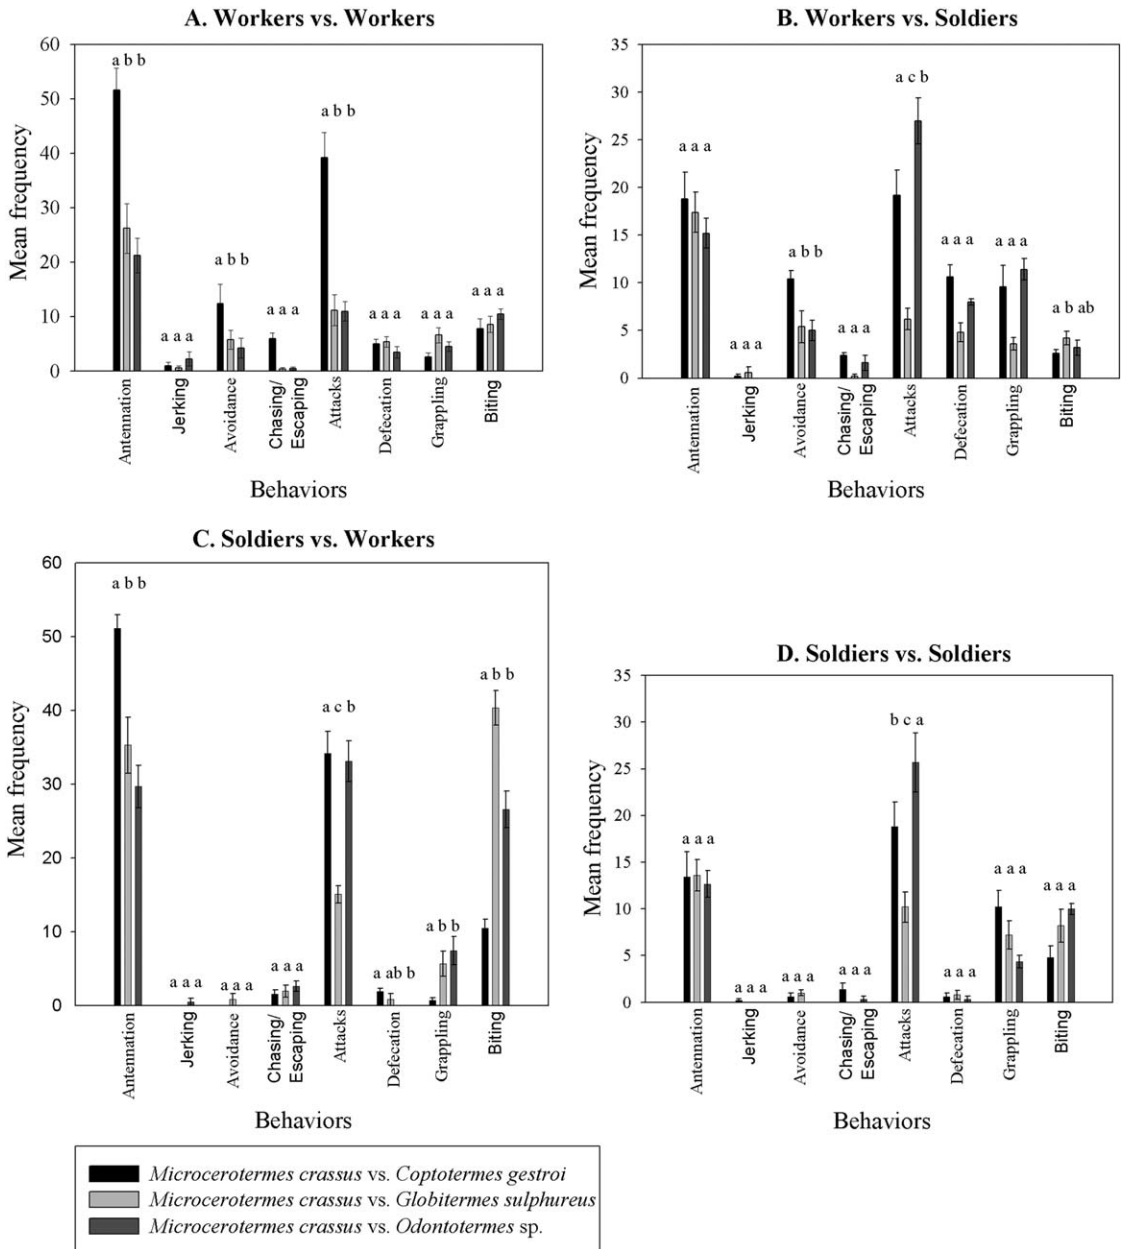 A. Workers vs. Workers
60
50
40
30
20
10
0
Mean frequency
a b b
a a a
a b b
a a a
a b b
a a a
a a a
a a a
Antennation
Jerking
Avoidance
Chasing/
Escaping
Attacks
Defecation
Grappling
Biting
Behaviors
B. Workers vs. Soldiers
35
30
25
20
15
10
5
0
Mean frequency
a a a
a a a
a b b
a a a
a c b
a a a
a a a
a b ab
Antennation
Jerking
Avoidance
Chasing/
Escaping
Attacks
Defecation
Grappling
Biting
Behaviors
C. Soldiers vs. Workers
60
50
40
30
20
10
0
Mean frequency
a b b
a a a
a a a
a a a
a c b
a ab b
a b b
a b b
Antennation
Jerking
Avoidance
Chasing/
Escaping
Attacks
Defecation
Grappling
Biting
Behaviors
D. Soldiers vs. Soldiers
35
30
25
20
15
10
5
0
Mean frequency
a a a
a a a
a a a
a a a
b c a
a a a
a a a
a a a
Antennation
Jerking
Avoidance
Chasing/
Escaping
Attacks
Defecation
Grappling
Biting
Behaviors
Microcerotermes crassus vs. Coptotermes gestroi
Microcerotermes crassus vs. Globitermes sulphureus
Microcerotermes crassus vs. Odontotermes sp.